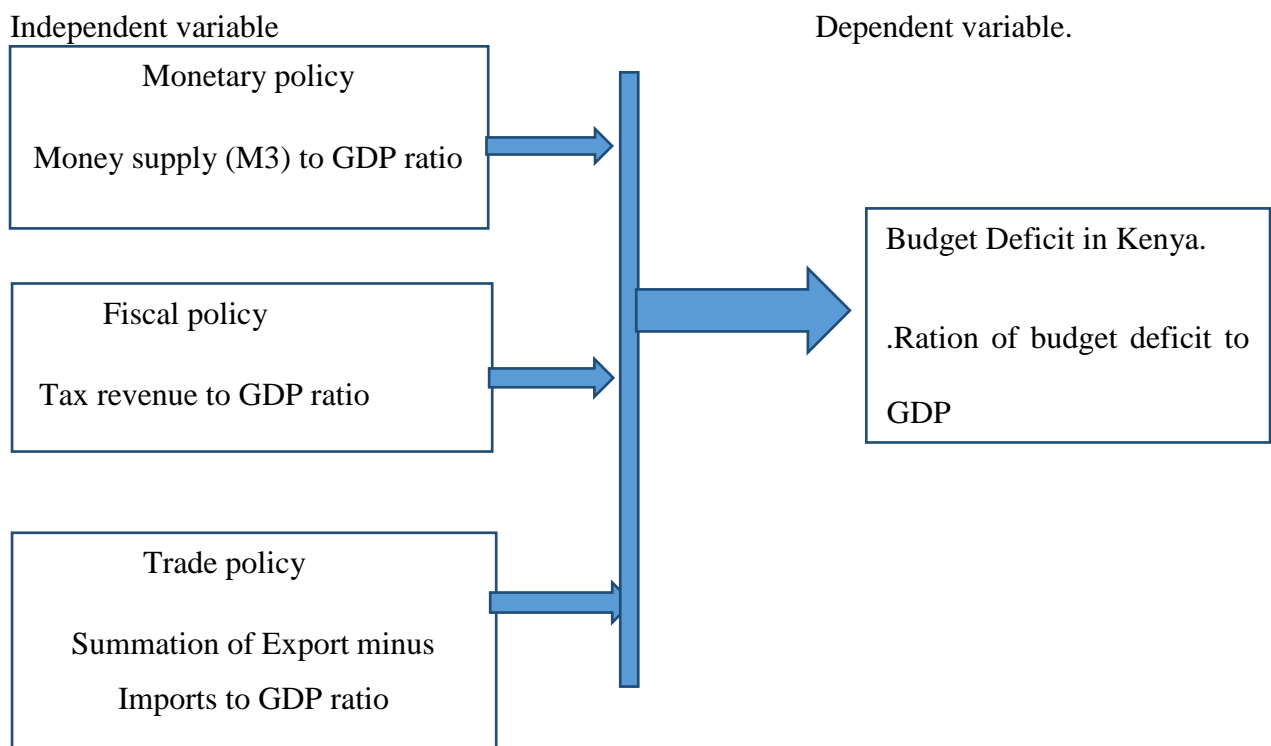 Independent variable
Dependent variable.
Monetary policy
Money supply (M3) to GDP ratio
Fiscal policy
Tax revenue to GDP ratio
Trade policy
Summation of Export minus
Imports to GDP ratio
Budget Deficit in Kenya.
.Ration of budget deficit to
GDP